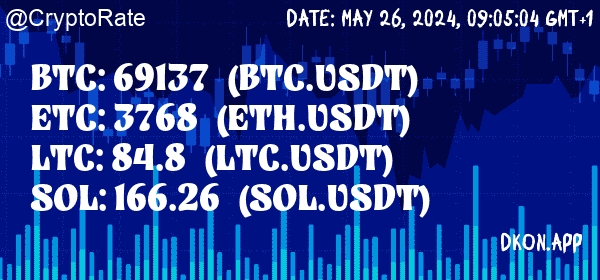 @CryptoRate
DATE: MAY 26, 2024, 09:05:04 GMT+1
BTC: 69137 (BTC.USDT)
ETC: 3768 (ETH.USDT)
LTC: 84.8 (LTC.USDT)
SOL: 166.26 (SOL.USDT)
DKON.APP